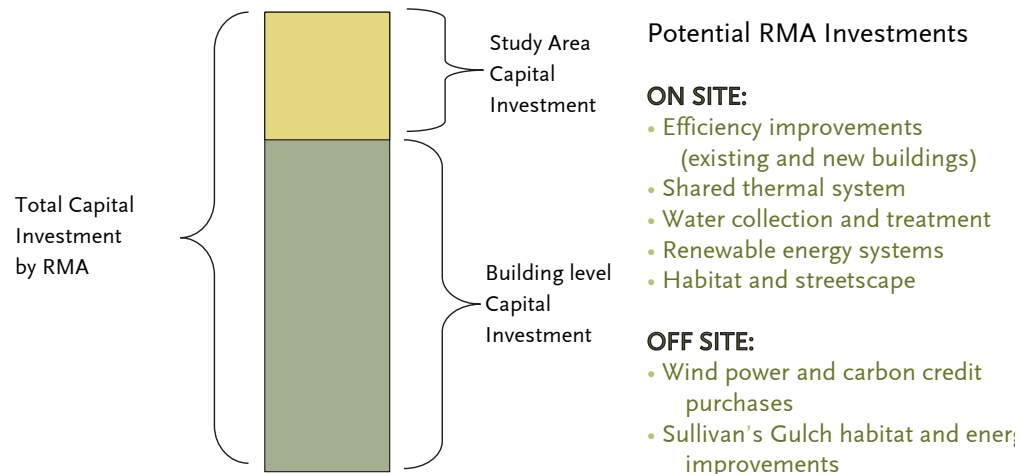 Total Capital
Investment
by RMA
Study Area
Capital
Investment
Building level
Capital
Investment
Potential RMA Investments
ON SITE:
• Efficiency improvements
(existing and new buildings)
• Shared thermal system
• Water collection and treatment
• Renewable energy systems
• Habitat and streetscape
OFF SITE:
• Wind power and carbon credit
purchases
• Sullivan's Gulch habitat and energ
improvements